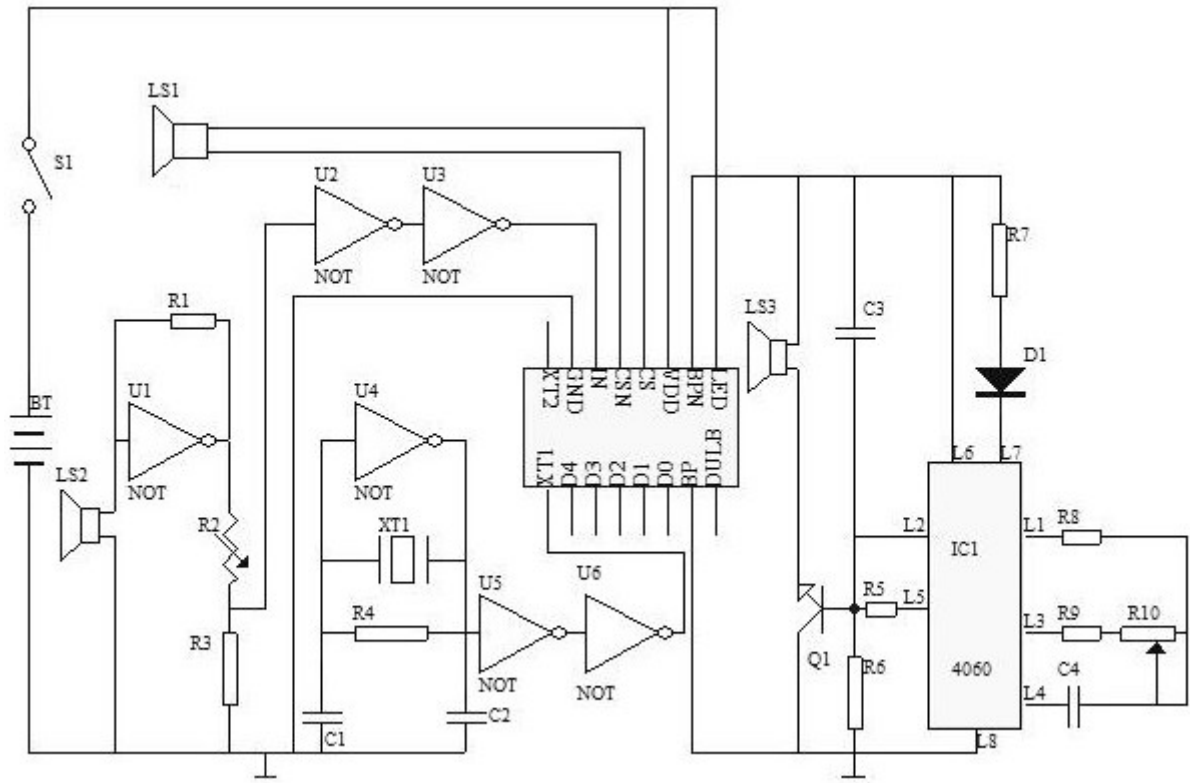 LS1
S1
U2
U3
NOT
NOT
R7
R1
LS3
C3
D1
XT2
GND
IN
CSN
CS
VDD
BPN
LED
BT
U1
U4
L6
L7
XT1
D4
D3
D2
D1
D0
BP
DULB
LS2
NOT
NOT
R2
XT1
L2
IC1
L1
R8
U5
U6
R5
L5
R4
L3
R9
R10
R3
Q1
R6
4060
C4
NOT
NOT
L4
C1
C2
L8